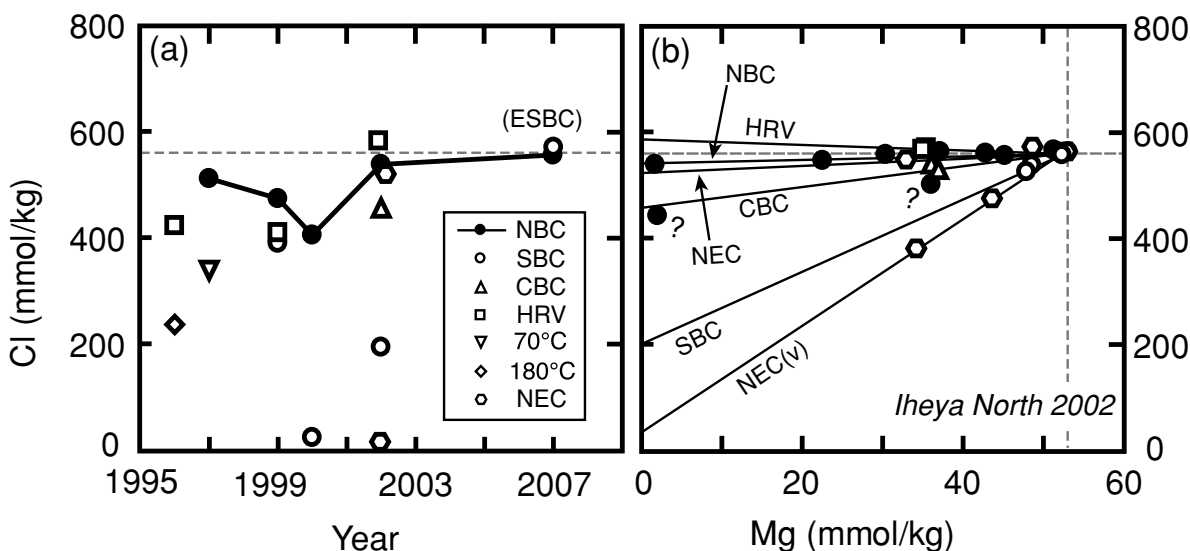 (a)
800
600
400
200
0
Cl (mmol/kg)
1995
1999
2003
2007
Year
(ESBC)
NBC
SBC
CBC
HRV
70°C
180°C
NEC
(b)
NBC
HRV
?
?
CBC
NEC
SBC
NEC(v)
Iheya North 2002
800
600
400
200
0
0
20
40
60
Mg (mmol/kg)